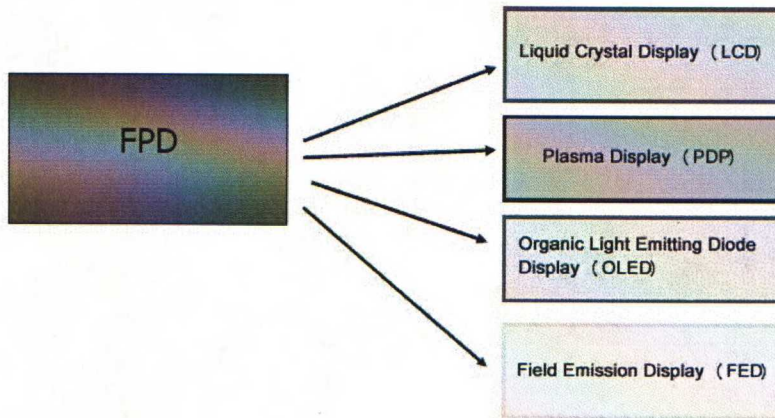 FPD
Liquid Crystal Display （LCD）
Plasma Display （PDP）
Organic Light Emitting Diode
Display （OLED）
Field Emission Display （FED）